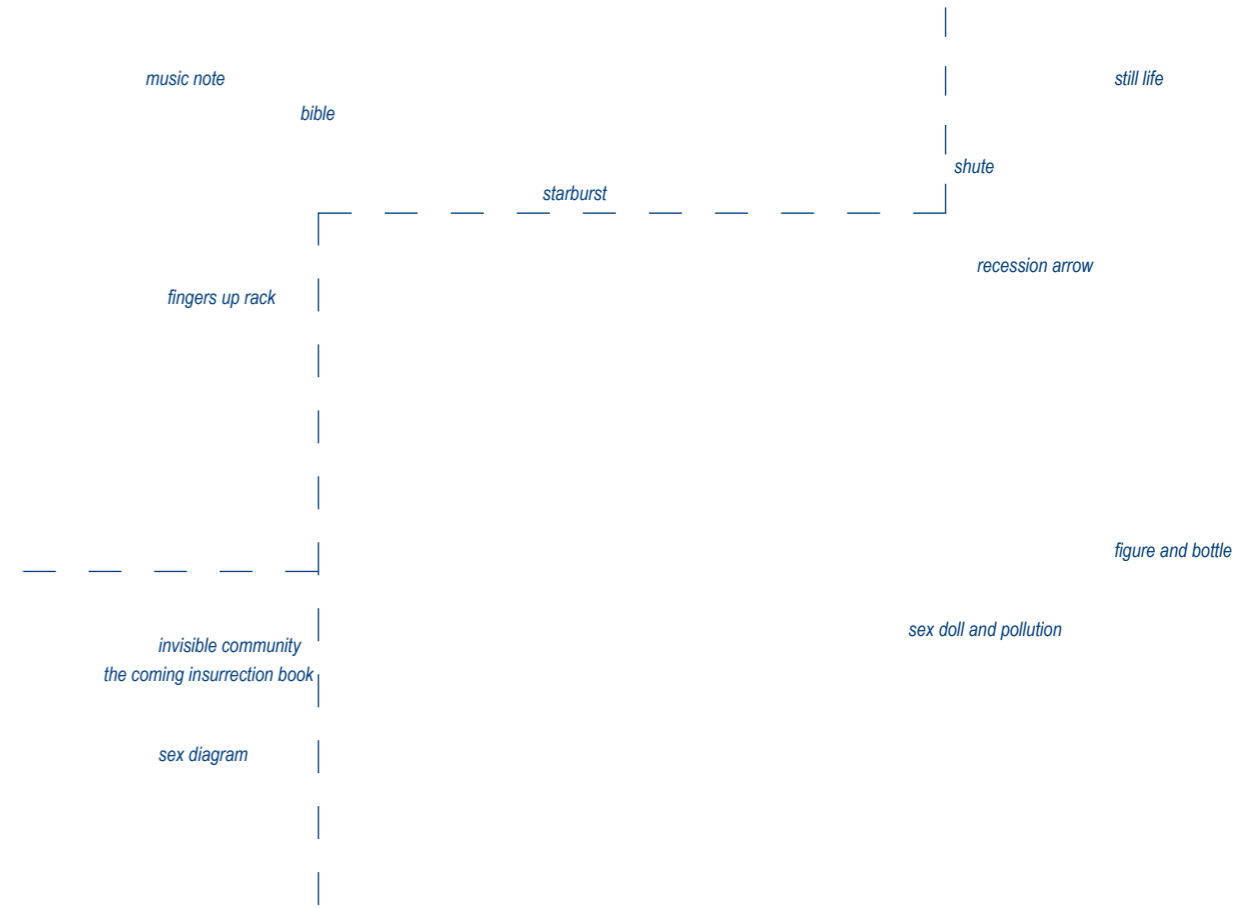 music note
still life
bible
shute
starburst
recession arrow
fingers up rack
figure and bottle
sex doll and pollution
invisible community
the coming insurrection book
sex diagram